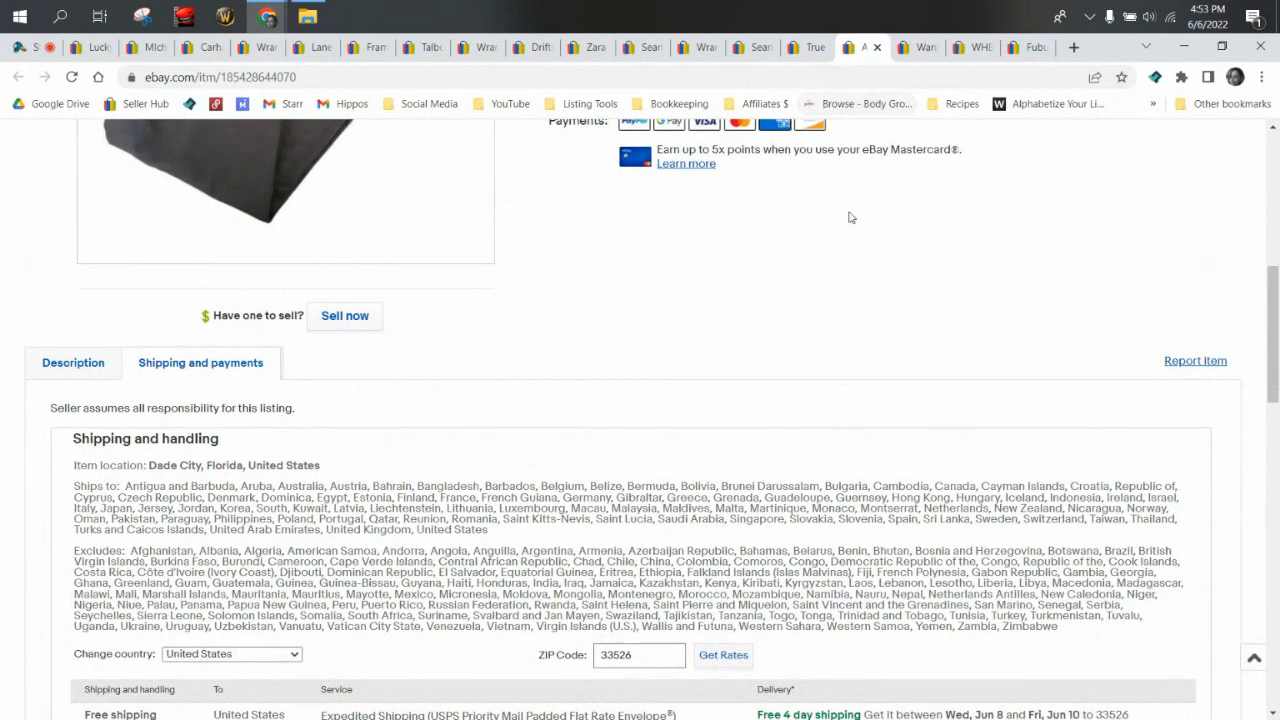 4:53 PM
6/6/2022
1
S
Luck
Mich
Carh
Wrar
Lane
Fram
Talbo
Wrar
Drift
Zara
Sean
Wrar
Sean
True
A
Wan
WHE
Fubu
ebay.com/itm/185428644070
Google Drive
Seller Hub
Starr
Hippos
Social Media
YouTube
Listing Tools
Bookkeeping
Affiliates $
Browse - Body Gro...
Recipes
Alphabetize Your Li...
»
Other bookmarks
Payments:
PayPal
G Pay
VISA
Earn up to 5x points when you use your eBay Mastercard®.
Learn more
Have one to sell?
Sell now
Description
Shipping and payments
Report item
Seller assumes all responsibility for this listing.
Shipping and handling
Item location: Dade City, Florida, United States
Ships to: Antigua and Barbuda, Aruba, Australia, Austria, Bahrain, Bangladesh, Barbados, Belgium, Belize, Bermuda, Bolivia, Brunei Darussalam, Bulgaria, Cambodia, Canada, Cayman Islands, Croatia, Republic of,
Cyprus, Czech Republic, Denmark, Dominica, Egypt, Estonia, Finland, France, French Guiana, Germany, Gibraltar, Greece, Grenada, Guadeloupe, Guernsey, Hong Kong, Hungary, Iceland, Indonesia, Ireland, Israel,
Italy, Japan, Jersey, Jordan, Korea, South, Kuwait, Latvia, Liechtenstein, Lithuania, Luxembourg, Macau, Malaysia, Maldives, Malta, Martinique, Monaco, Montserrat, Netherlands, New Zealand, Nicaragua, Norway,
Oman, Pakistan, Paraguay, Philippines, Poland, Portugal, Qatar, Reunion, Romania, Saint Kitts-Nevis, Saint Lucia, Saudi Arabia, Singapore, Slovakia, Slovenia, Spain, Sri Lanka, Sweden, Switzerland, Taiwan, Thailand,
Turks and Caicos Islands, United Arab Emirates, United Kingdom, United States
Excludes: Afghanistan, Albania, Algeria, American Samoa, Andorra, Angola, Anguilla, Argentina, Armenia, Azerbaijan Republic, Bahamas, Belarus, Benin, Bhutan, Bosnia and Herzegovina, Botswana, Brazil, British
Virgin Islands, Burkina Faso, Burundi, Cameroon, Cape Verde Islands, Central African Republic, Chad, Chile, China, Colombia, Comoros, Congo, Democratic Republic of the, Congo, Republic of the, Cook Islands,
Costa Rica, Côte d'Ivoire (Ivory Coast), Djibouti, Dominican Republic, El Salvador, Equatorial Guinea, Eritrea, Ethiopia, Falkland Islands (Islas Malvinas), Fiji, French Polynesia, Gabon Republic, Gambia, Georgia,
Ghana, Greenland, Guam, Guatemala, Guinea, Guinea-Bissau, Guyana, Haiti, Honduras, India, Iraq, Jamaica, Kazakhstan, Kenya, Kiribati, Kyrgyzstan, Laos, Lebanon, Lesotho, Liberia, Libya, Macedonia, Madagascar,
Malawi, Mali, Marshall Islands, Mauritania, Mauritius, Mayotte, Mexico, Micronesia, Moldova, Mongolia, Montenegro, Morocco, Mozambique, Namibia, Nauru, Nepal, Netherlands Antilles, New Caledonia, Niger,
Nigeria, Niue, Palau, Panama, Papua New Guinea, Peru, Puerto Rico, Russian Federation, Rwanda, Saint Helena, Saint Pierre and Miquelon, Saint Vincent and the Grenadines, San Marino, Senegal, Serbia,
Seychelles, Sierra Leone, Solomon Islands, Somalia, South Africa, Suriname, Svalbard and Jan Mayen, Swaziland, Tajikistan, Tanzania, Togo, Tonga, Trinidad and Tobago, Tunisia, Turkey, Turkmenistan, Tuvalu,
Uganda, Ukraine, Uruguay, Uzbekistan, Vanuatu, Vatican City State, Venezuela, Vietnam, Virgin Islands (U.S.), Wallis and Futuna, Western Sahara, Western Samoa, Yemen, Zambia, Zimbabwe
Change country: United States ZIP Code: 33526 Get Rates
Shipping and handling To Service Delivery*
Free shipping United States Expedited Shipping (USPS Priority Mail Padded Flat Rate Envelope®) Free 4 day shipping Get it between Wed, Jun 8 and Fri, Jun 10 to 33526